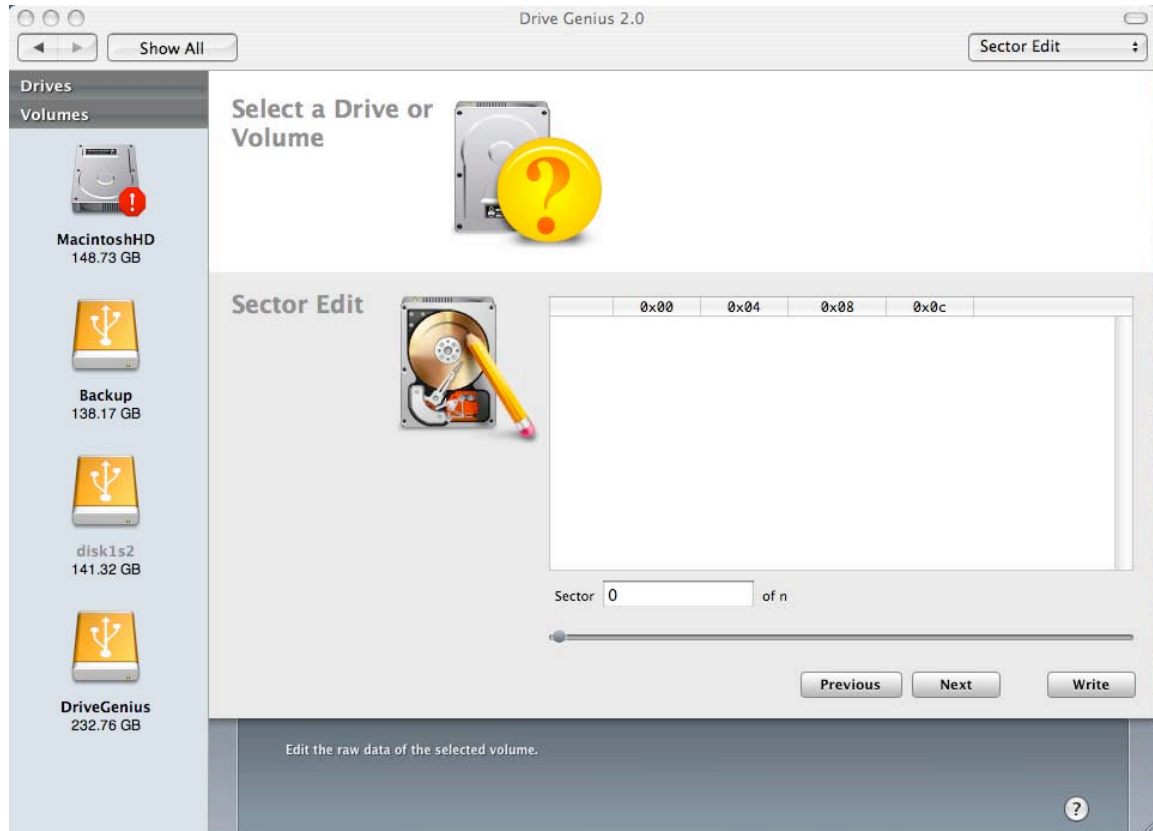 Drive Genius 2.0
Show All
Sector Edit
Drives
Volumes
MacintoshHD
148.73 GB
Backup
138.17 GB
disk1s2
141.32 GB
DriveGenius
232.76 GB
Select a Drive or
Volume
?
Sector Edit
0x00 0x04 0x08 0x0c
Sector 0 of n
Previous Next Write
Edit the raw data of the selected volume.
?